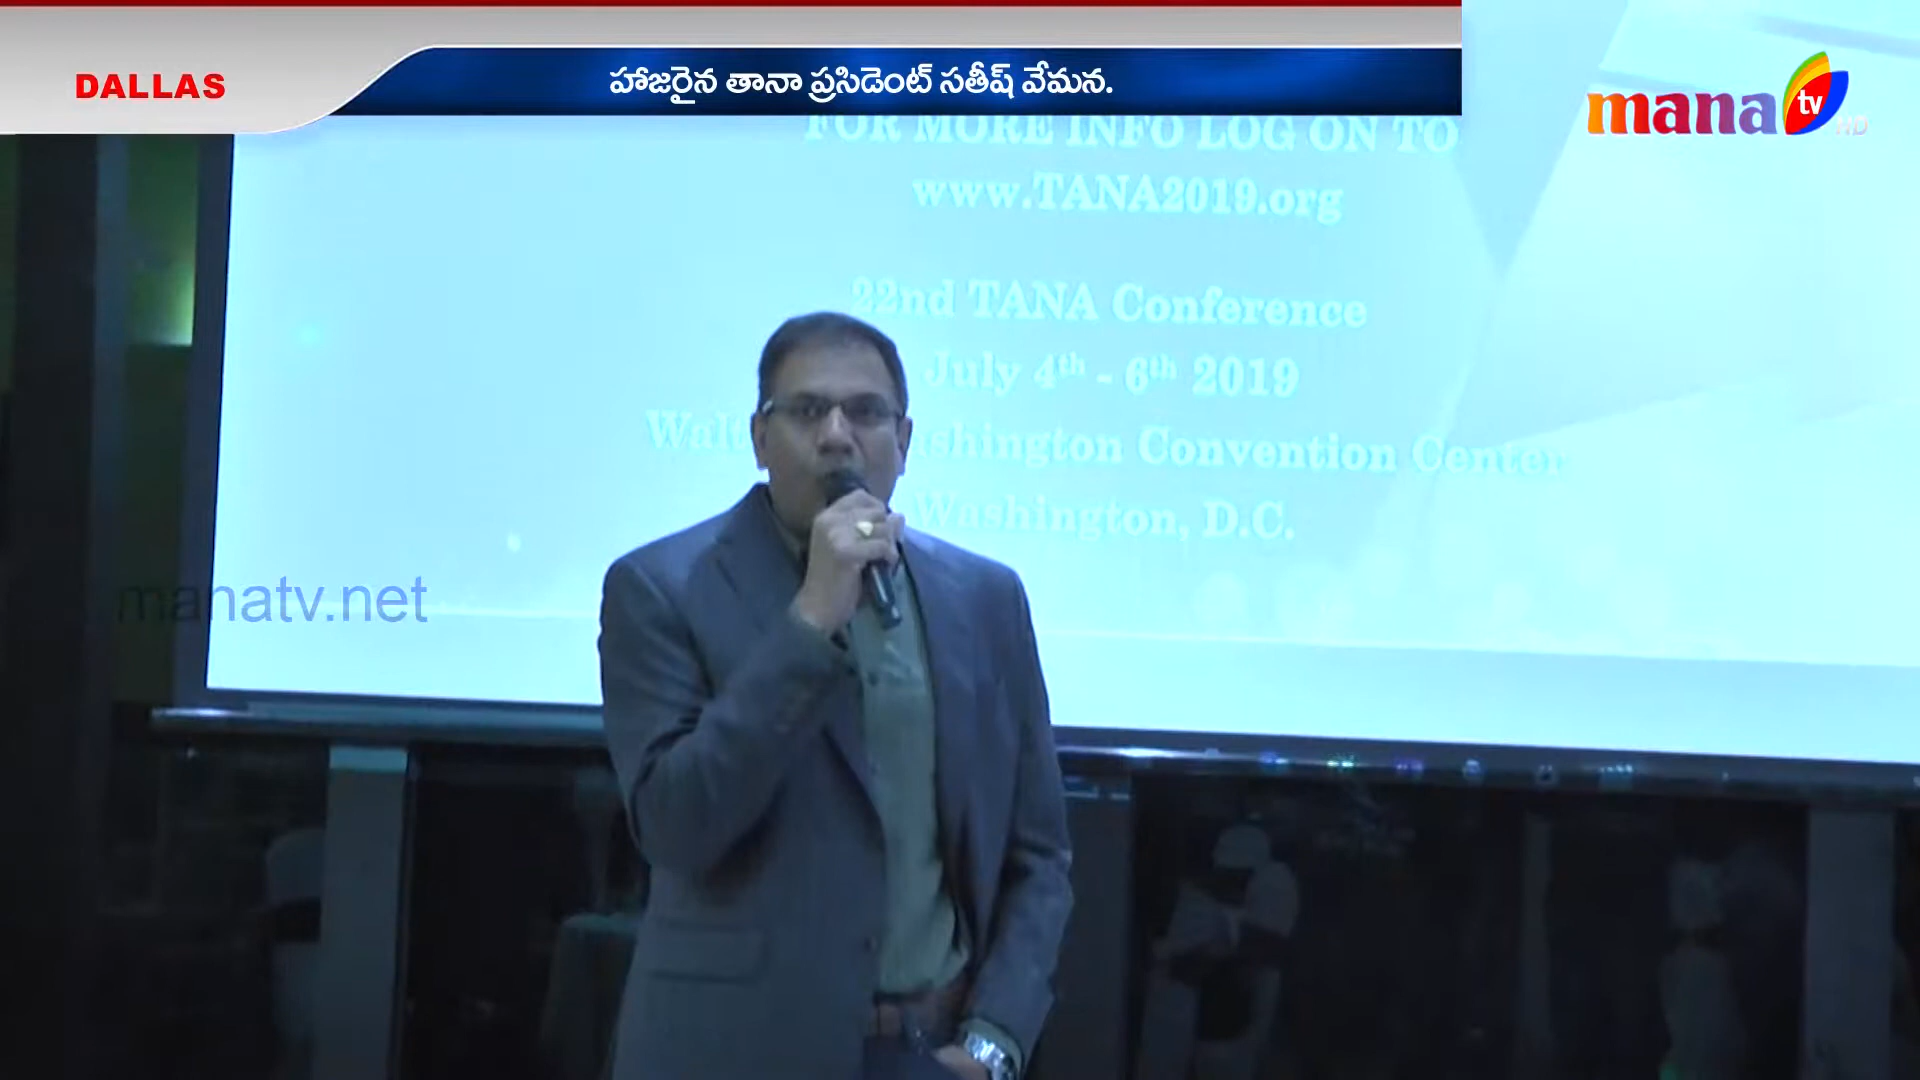 DALLAS
హాజరైన తానా ప్రసిడెంట్ సతీష్ వేమన.
mana tv HD
FOR MORE INFO LOG ON TO
www.TANA2019.org
22nd TANA Conference
July 4th - 6th 2019
Washington Convention Center
Washington, D.C.
manatv.net